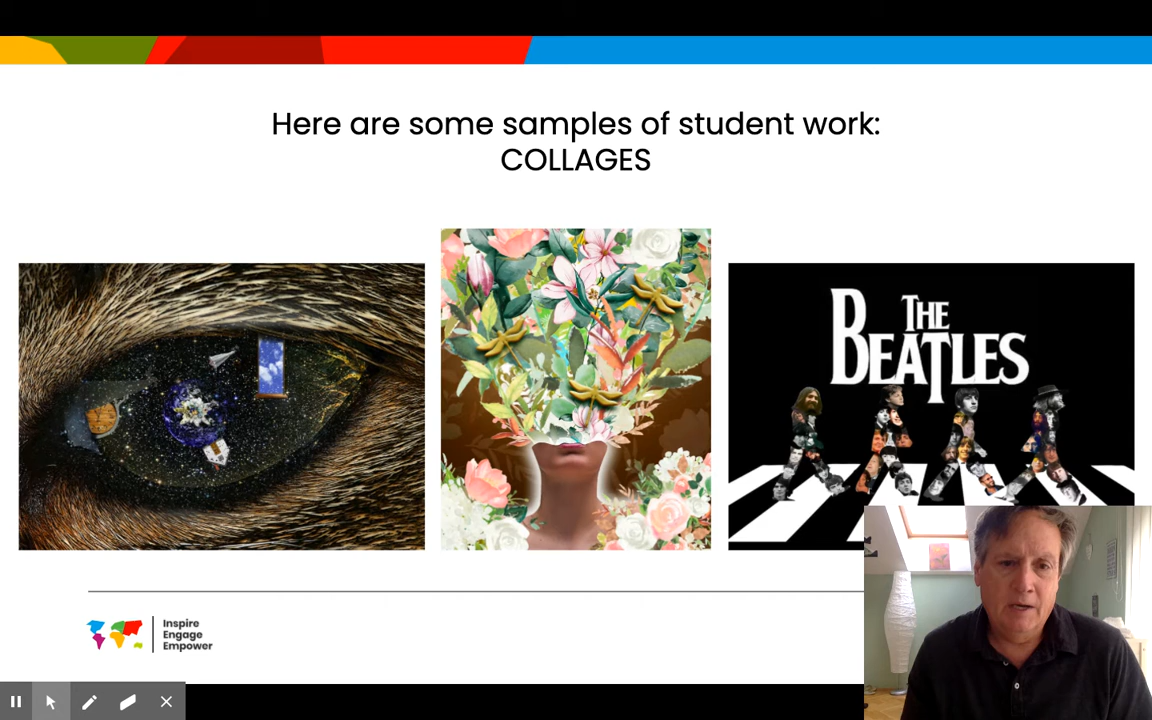 Here are some samples of student work:
COLLAGES
THE
BEATLES
Inspire
Engage
Empower